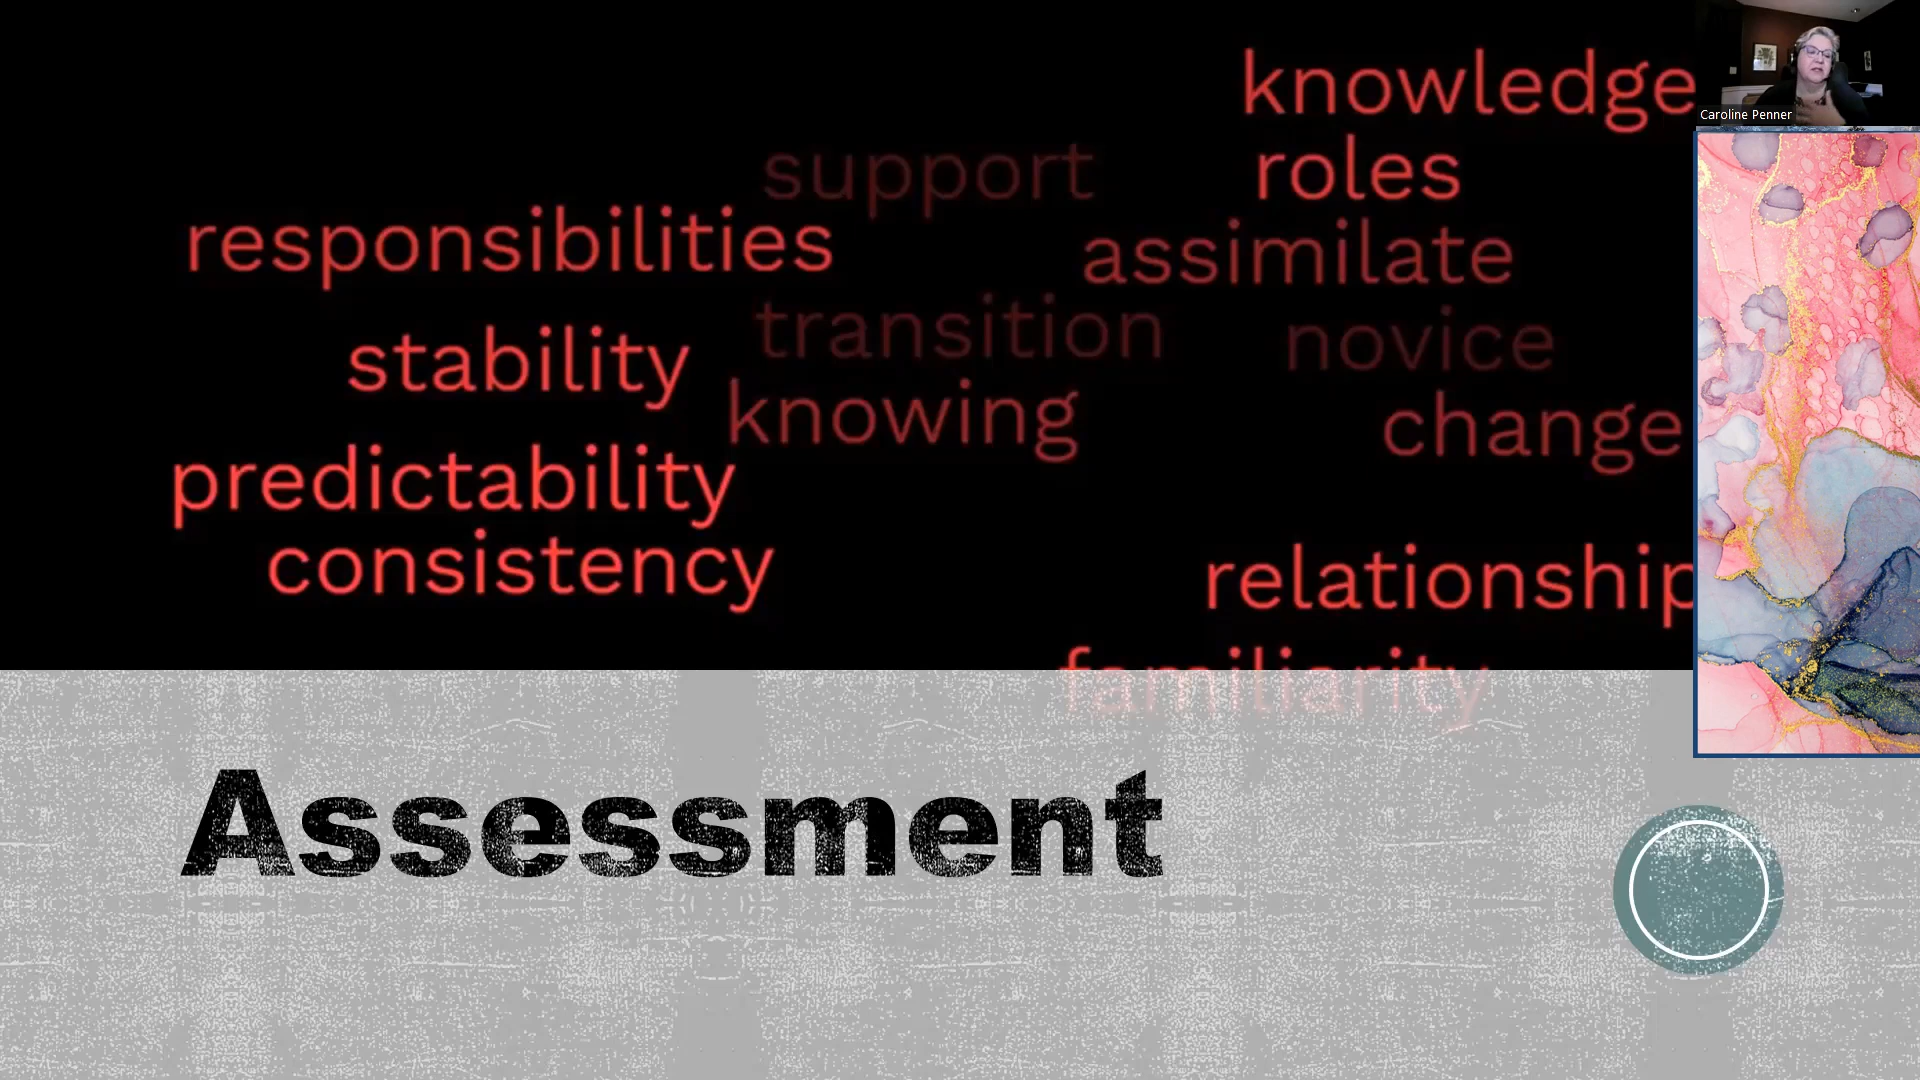 knowledge
Caroline Penner
support
roles
responsibilities
assimilate
transition
novice
stability
knowing
change
predictability
consistency
relationship
familiarity
Assessment